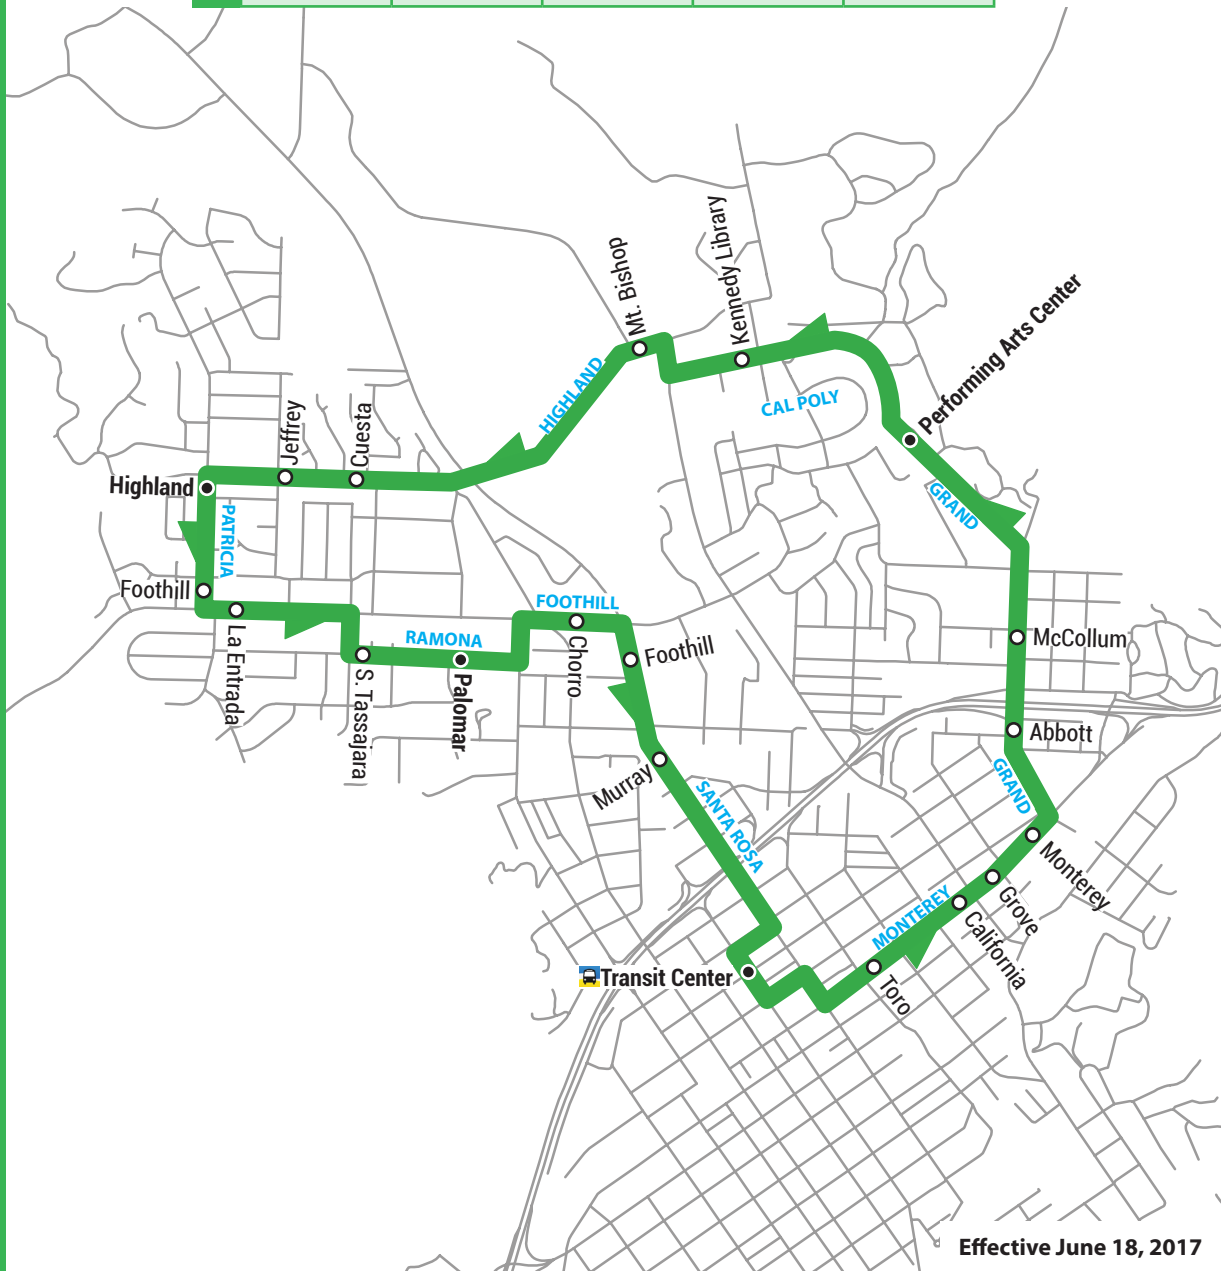 Kennedy Library
Mt. Bishop
Performing Arts Center
HIGHLAND
CAL POLY
Jeffrey
Cuesta
Highland
GRAND
PATRICIA
Foothill
FOOTHILL
La Entrada
RAMONA
Chorro
Foothill
McCollum
S. Tassajara
Palomar
Abbott
Murray
GRAND
SANTA ROSA
Monterey
Grove
MONTEREY
California
Transit Center
Toro
Effective June 18, 2017